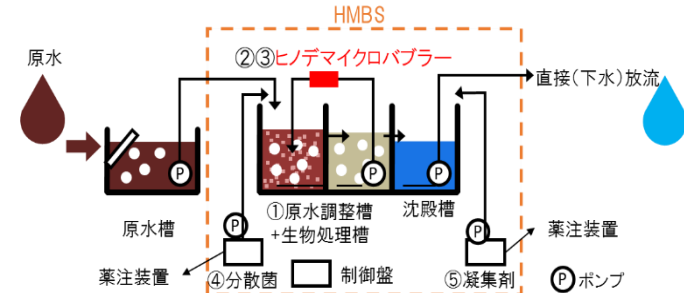 HMBS
原水
②③ヒノデマイクロバブラー
直接(下水)放流
P
P
P
P
原水槽
①原水調整槽
+生物処理槽
沈殿槽
P
P
薬注装置
薬注装置
④分散菌
制御盤
⑤凝集剤
Pポンプ